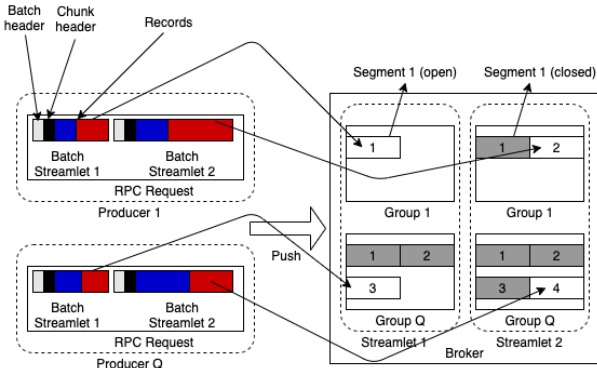 Batch
header
Chunk
header
Records
Batch
Streamlet 1
Batch
Streamlet 2
RPC Request
Producer 1
Batch
Streamlet 1
Batch
Streamlet 2
RPC Request
Producer Q
Push
Segment 1 (open)
Segment 1 (closed)
1
1 2
Group 1
Group 1
1 2
1 2
3
3 4
Group Q
Group Q
Streamlet 1
Streamlet 2
Broker